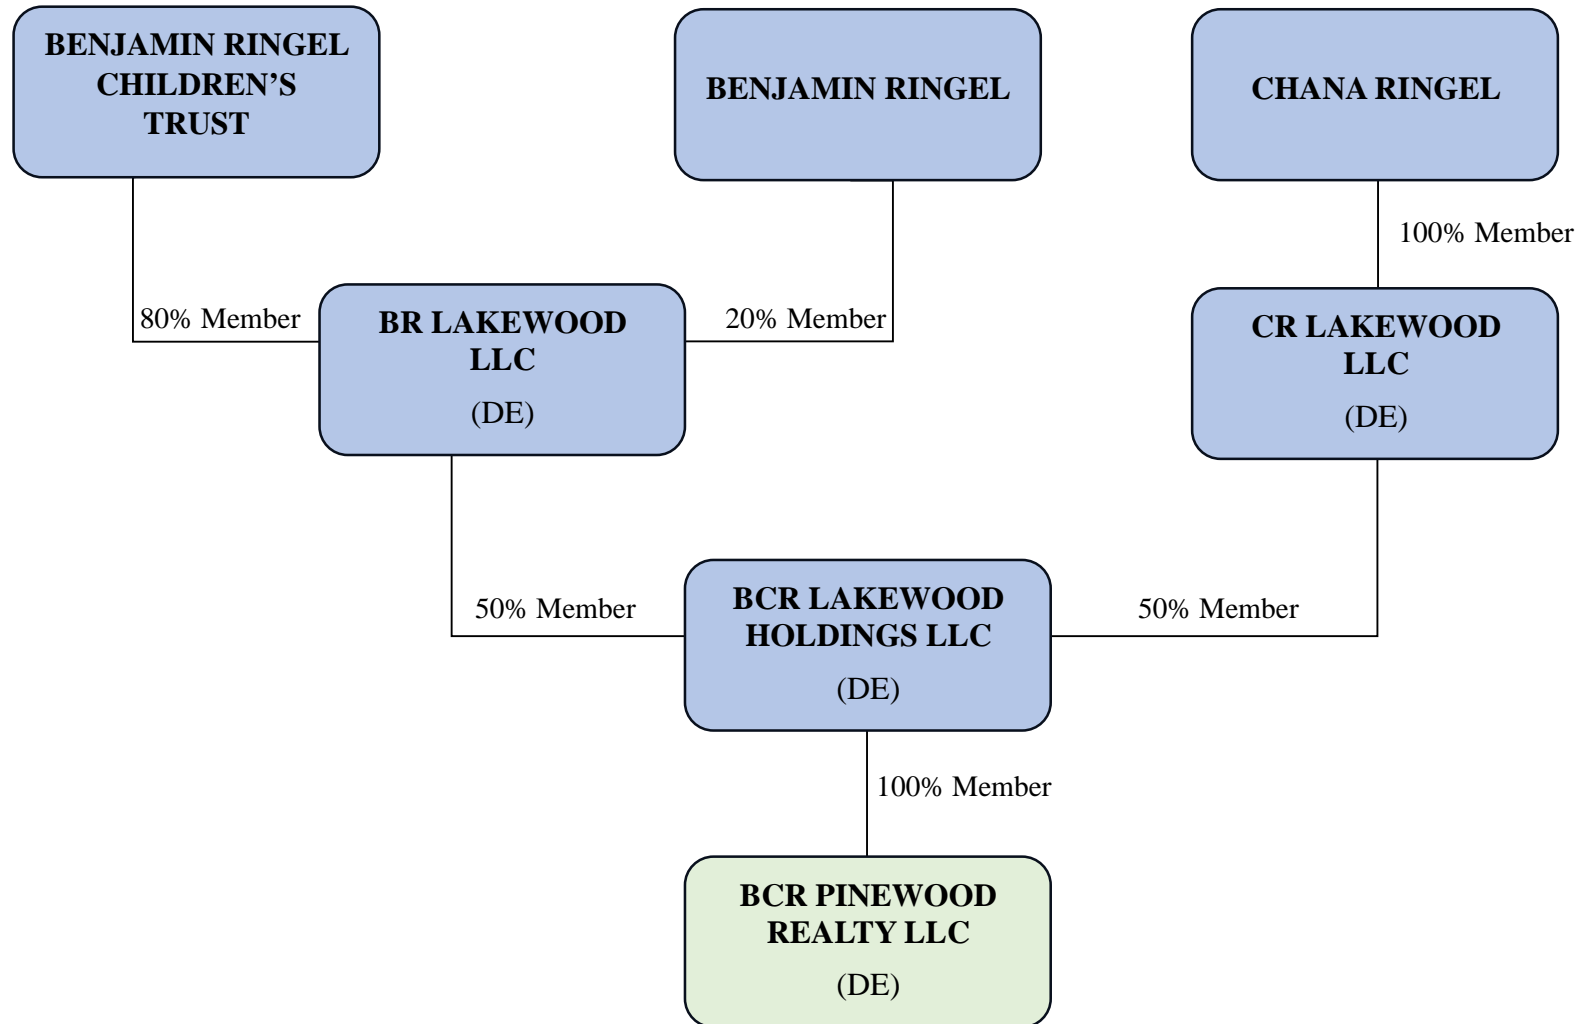 BENJAMIN RINGEL
CHILDREN’S
TRUST
BENJAMIN RINGEL
CHANA RINGEL
100% Member
80% Member
BR LAKEWOOD
LLC
(DE)
20% Member
CR LAKEWOOD
LLC
(DE)
50% Member
BCR LAKEWOOD
HOLDINGS LLC
(DE)
50% Member
100% Member
BCR PINEWOOD
REALTY LLC
(DE)